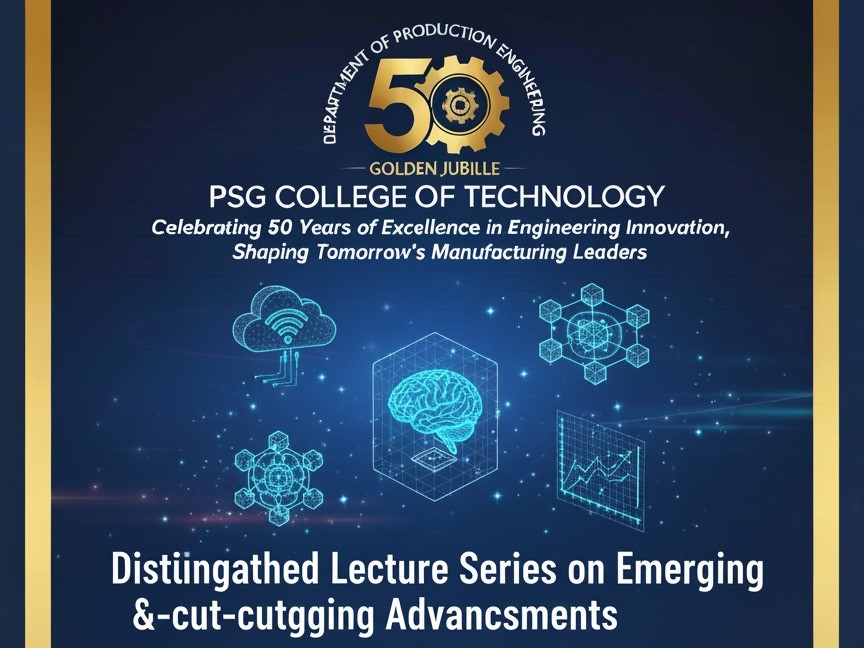 DEPARTMENT OF PRODUCTION ENGINEERING
50
GOLDEN JUBILLE
PSG COLLEGE OF TECHNOLOGY
Celebrating 50 Years of Excellence in Engineering Innovation,
Shaping Tomorrow's Manufacturing Leaders
Distiingathed Lecture Series on Emerging
&-cut-cutgging Advancsments